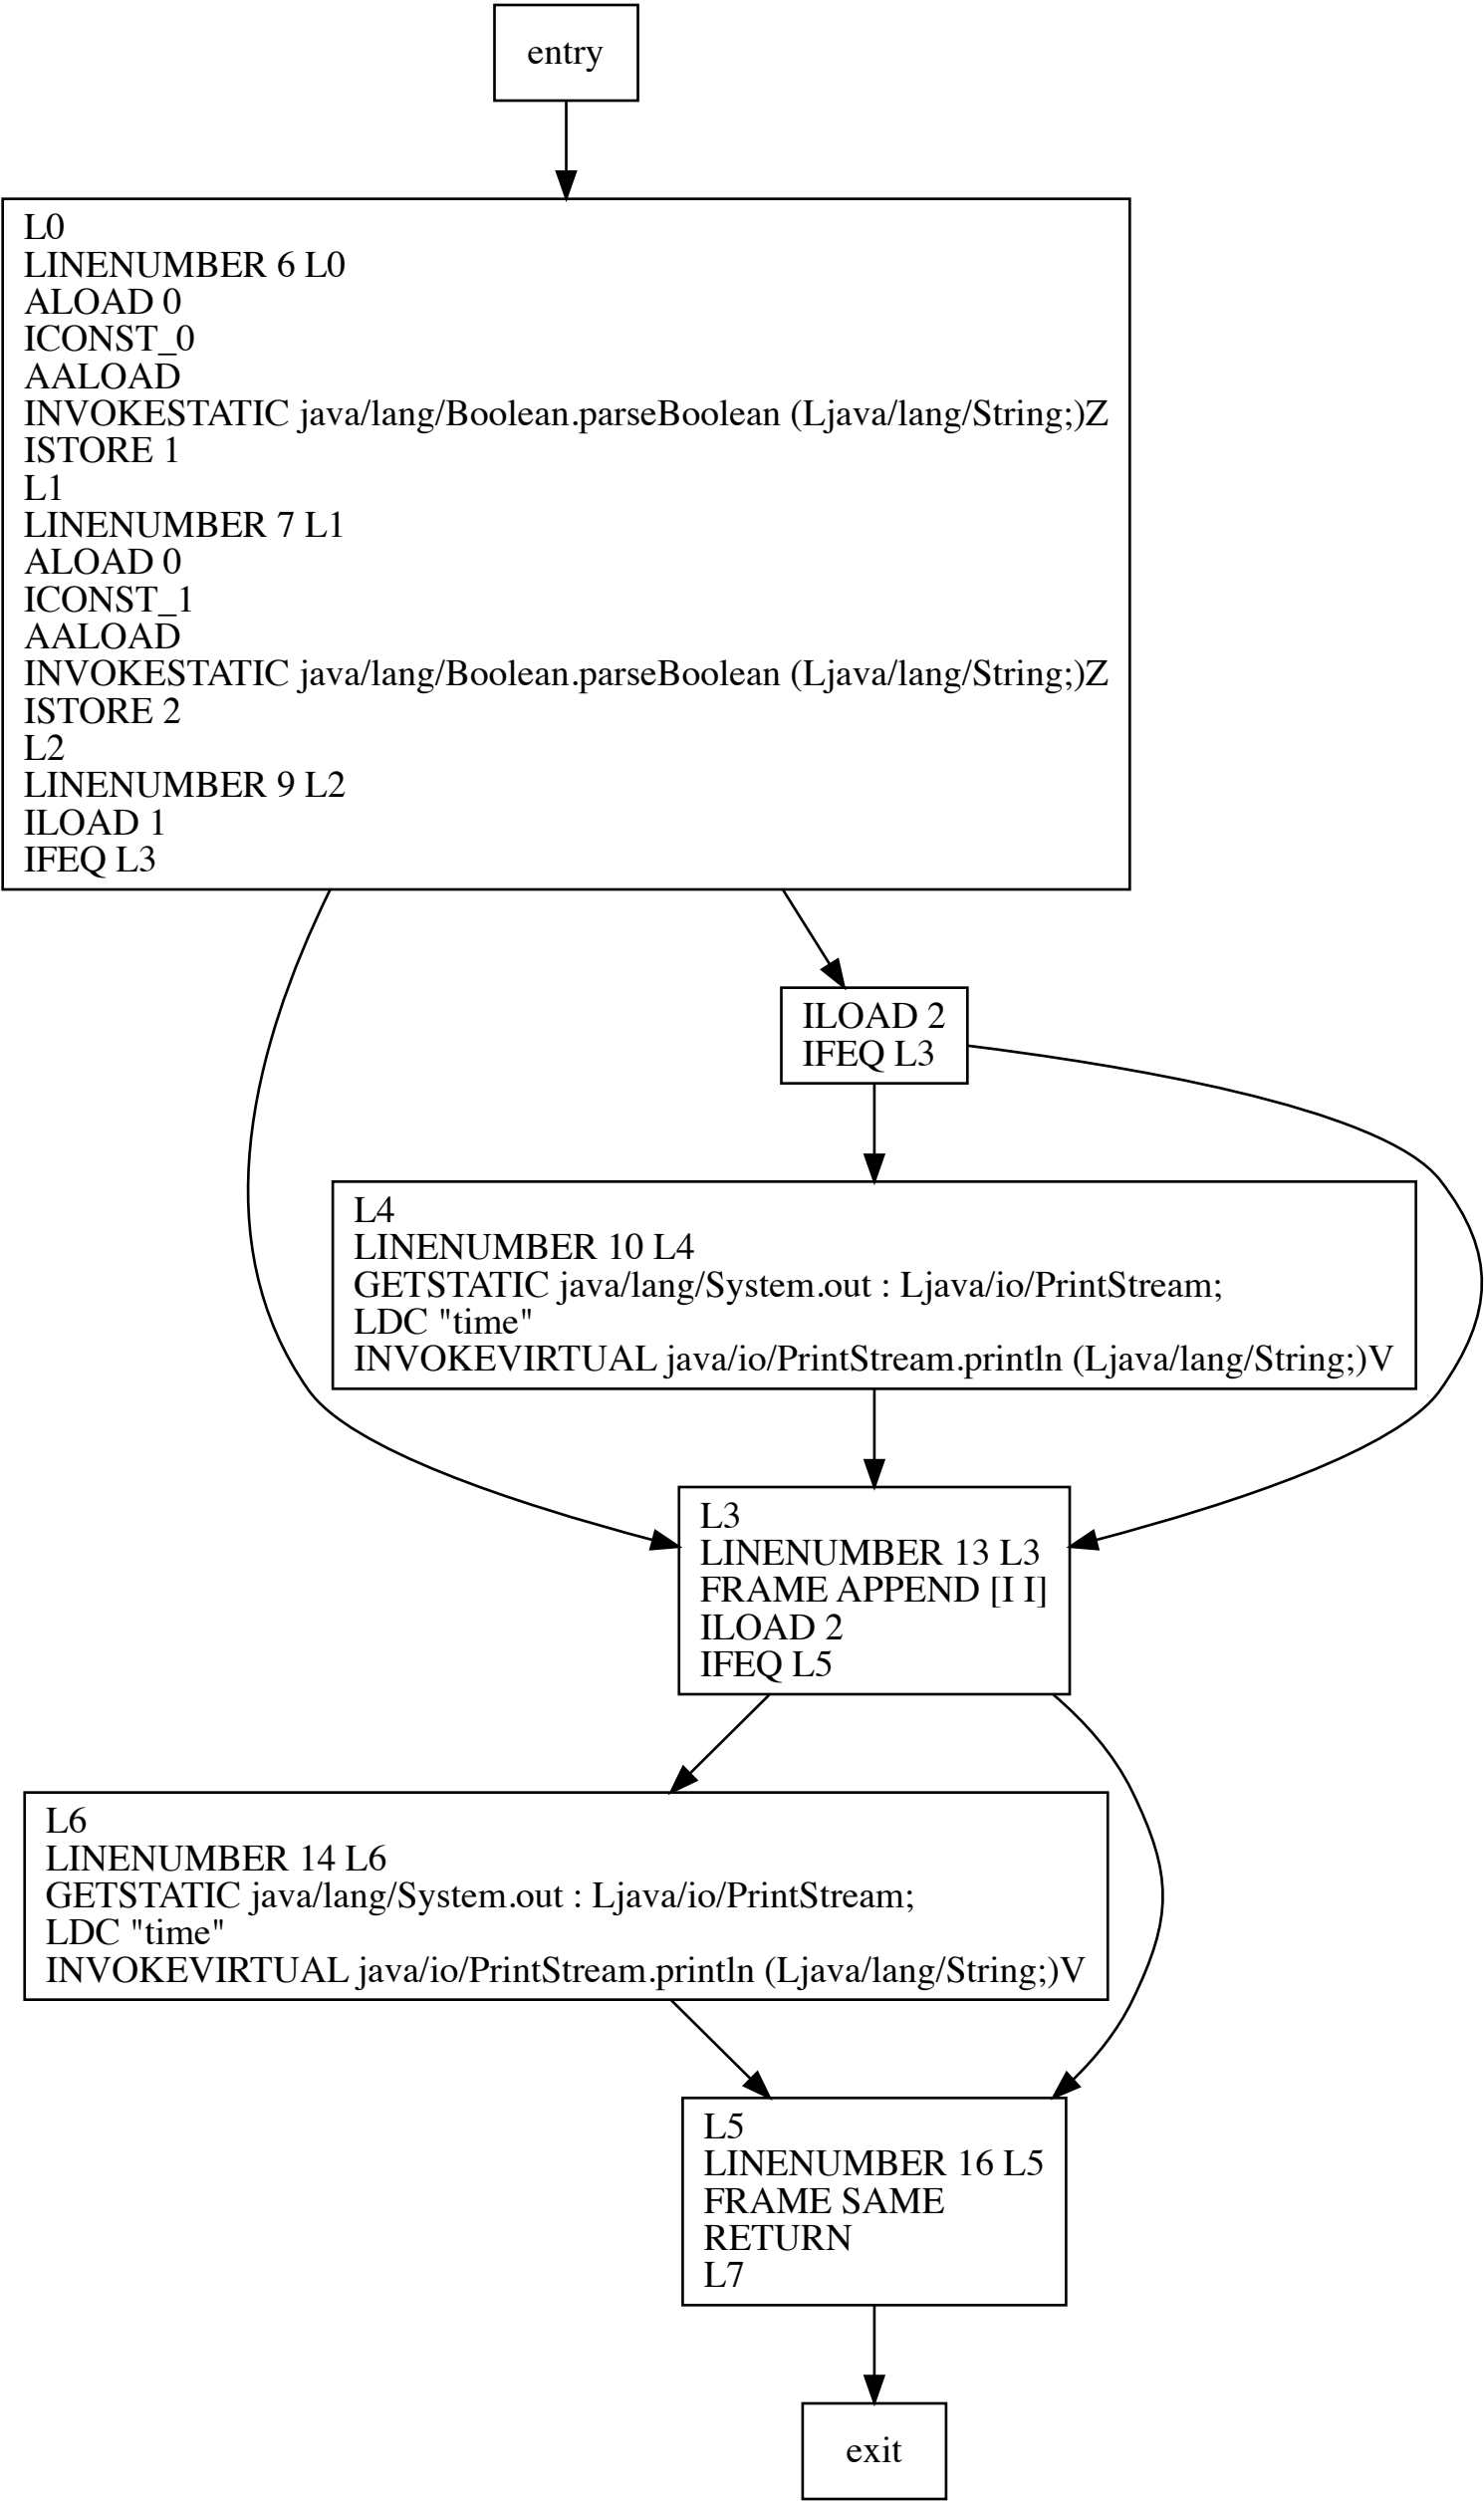 entry
L0
LINENUMBER 6 L0
ALOAD 0
ICONST_0
AALOAD
INVOKESTATIC java/lang/Boolean.parseBoolean (Ljava/lang/String;)Z
ISTORE 1
L1
LINENUMBER 7 L1
ALOAD 0
ICONST_1
AALOAD
INVOKESTATIC java/lang/Boolean.parseBoolean (Ljava/lang/String;)Z
ISTORE 2
L2
LINENUMBER 9 L2
ILOAD 1
IFEQ L3
ILOAD 2
IFEQ L3
L4
LINENUMBER 10 L4
GETSTATIC java/lang/System.out : Ljava/io/PrintStream;
LDC "time"
INVOKEVIRTUAL java/io/PrintStream.println (Ljava/lang/String;)V
L3
LINENUMBER 13 L3
FRAME APPEND [I I]
ILOAD 2
IFEQ L5
L6
LINENUMBER 14 L6
GETSTATIC java/lang/System.out : Ljava/io/PrintStream;
LDC "time"
INVOKEVIRTUAL java/io/PrintStream.println (Ljava/lang/String;)V
L5
LINENUMBER 16 L5
FRAME SAME
RETURN
L7
exit